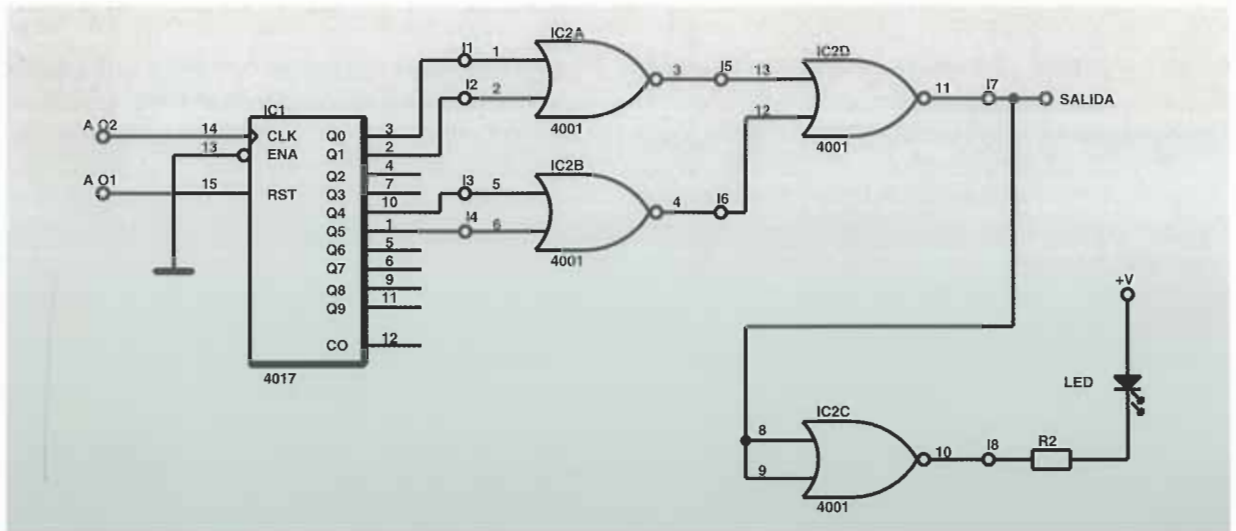 IC2A
I1 1
I2 2
3 I5
4001
IC2D
13
12
11 I7 SALIDA
4001
IC1
A O2 14 CLK
13 ENA
A O1 15 RST
Q0 3
Q1 2
Q2 4
Q3 7
Q4 10
Q5 1
Q6 5
Q7 6
Q8 9
Q9 11
CO 12
4017
IC2B
I3 5
I4 6
4 I6
4001
+V
LED
IC2C
8
9
10 I8 R2
4001